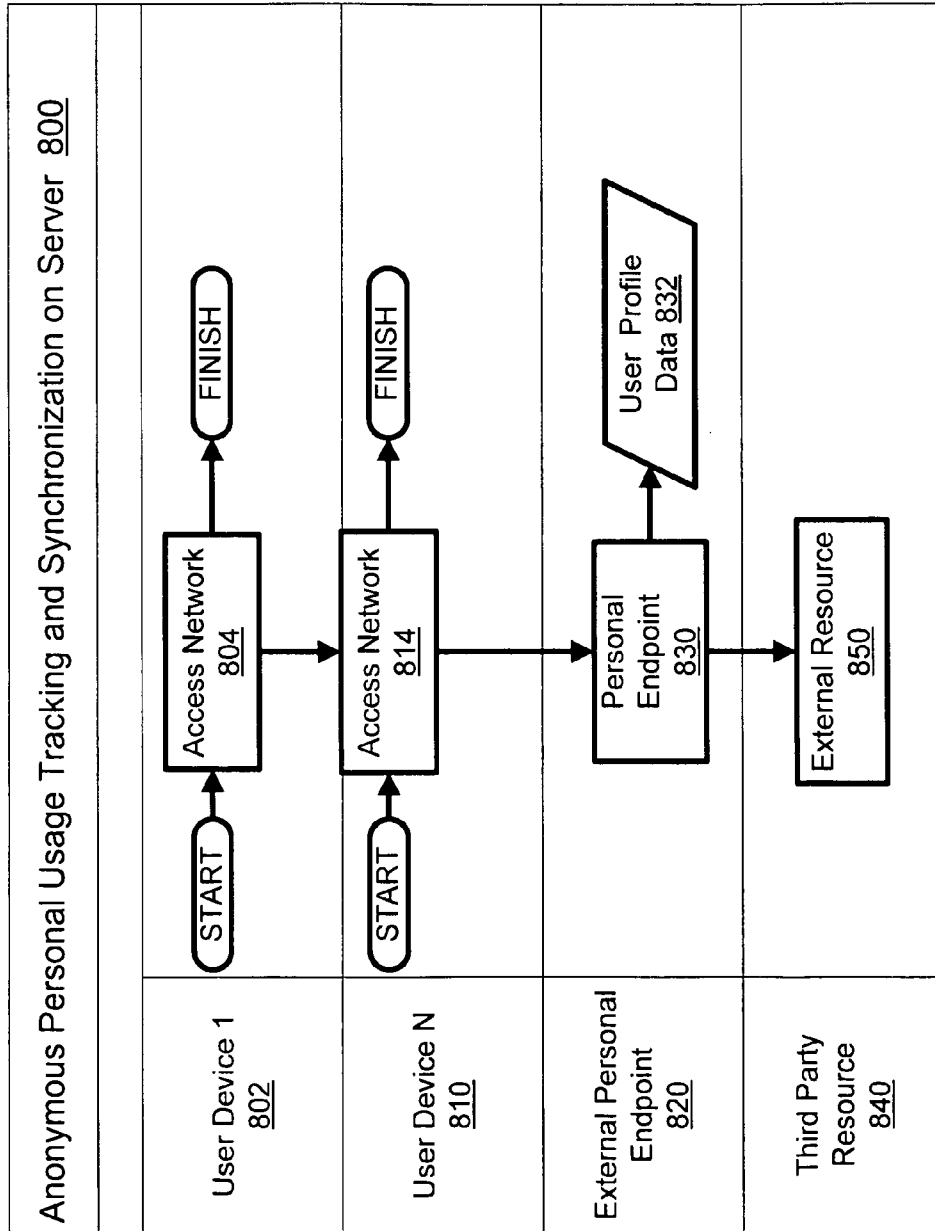 Anonymous Personal Usage Tracking and Synchronization on Server 800
User Device 1
802
START
Access Network
804
FINISH
User Device N
810
START
Access Network
814
FINISH
External Personal
Endpoint
820
Personal
Endpoint
830
User Profile
Data 832
Third Party
Resource
840
External Resource
850